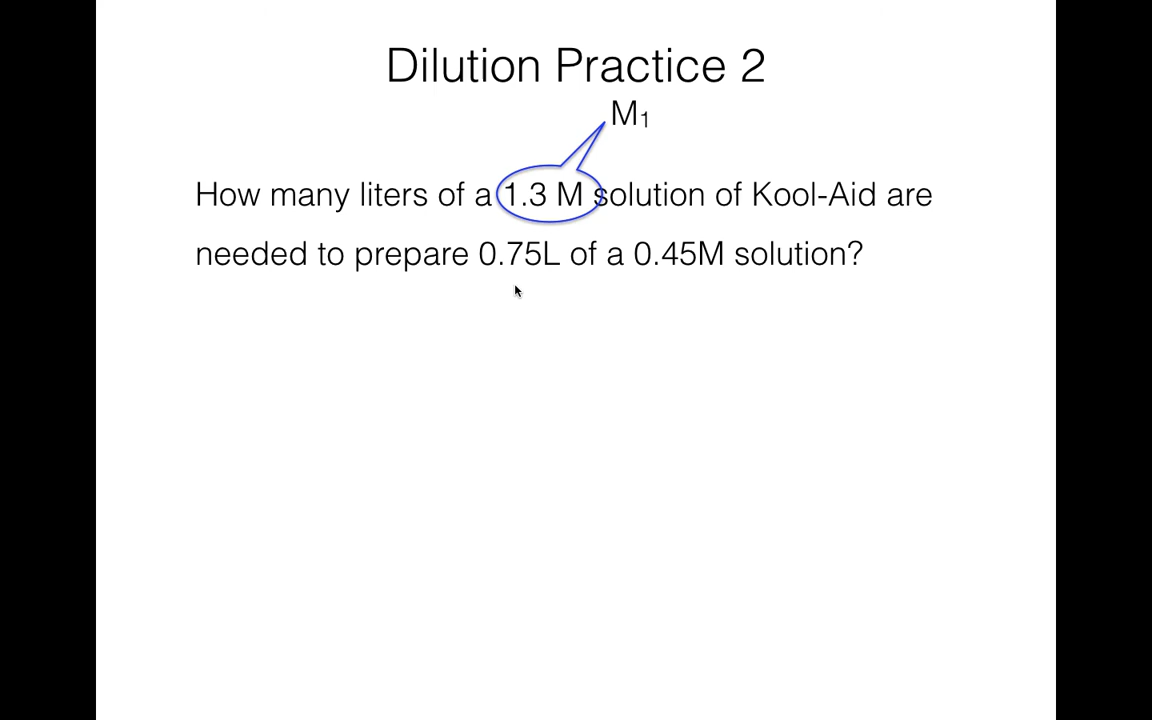 Dilution Practice 2
M₁
How many liters of a 1.3 M solution of Kool-Aid are
needed to prepare 0.75L of a 0.45M solution?